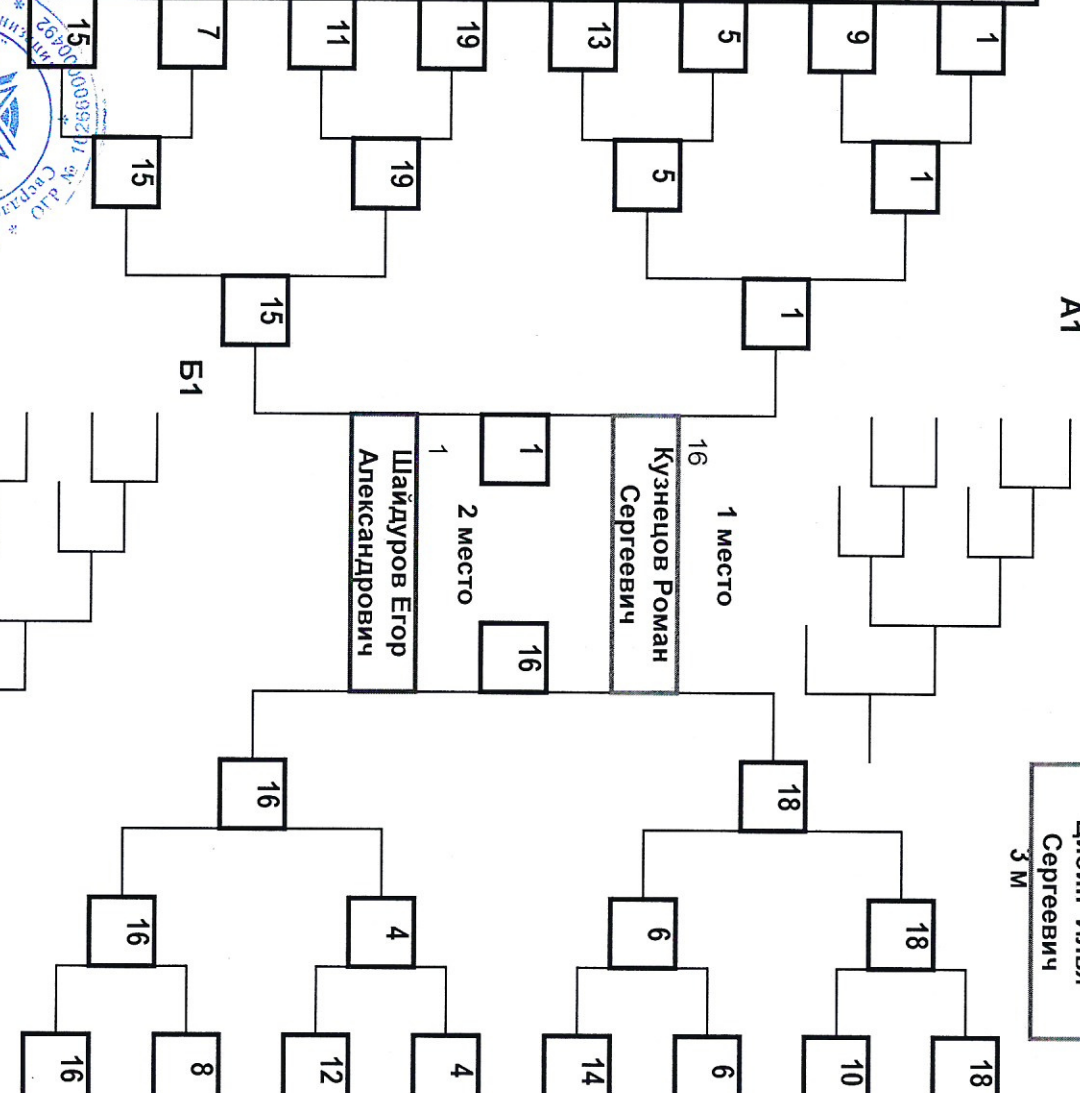 А1
Сергеевич
3 м
1 18
1 18
9 10
1 18
1 место
5 6
16
5 Кузнецов Роман 6
Сергеевич
13 14
1 16
19 2 место 4
1
19 Шайдуров Егор 4
Александрович
11 12
15 16
7 8
Б1
15 16
15 16